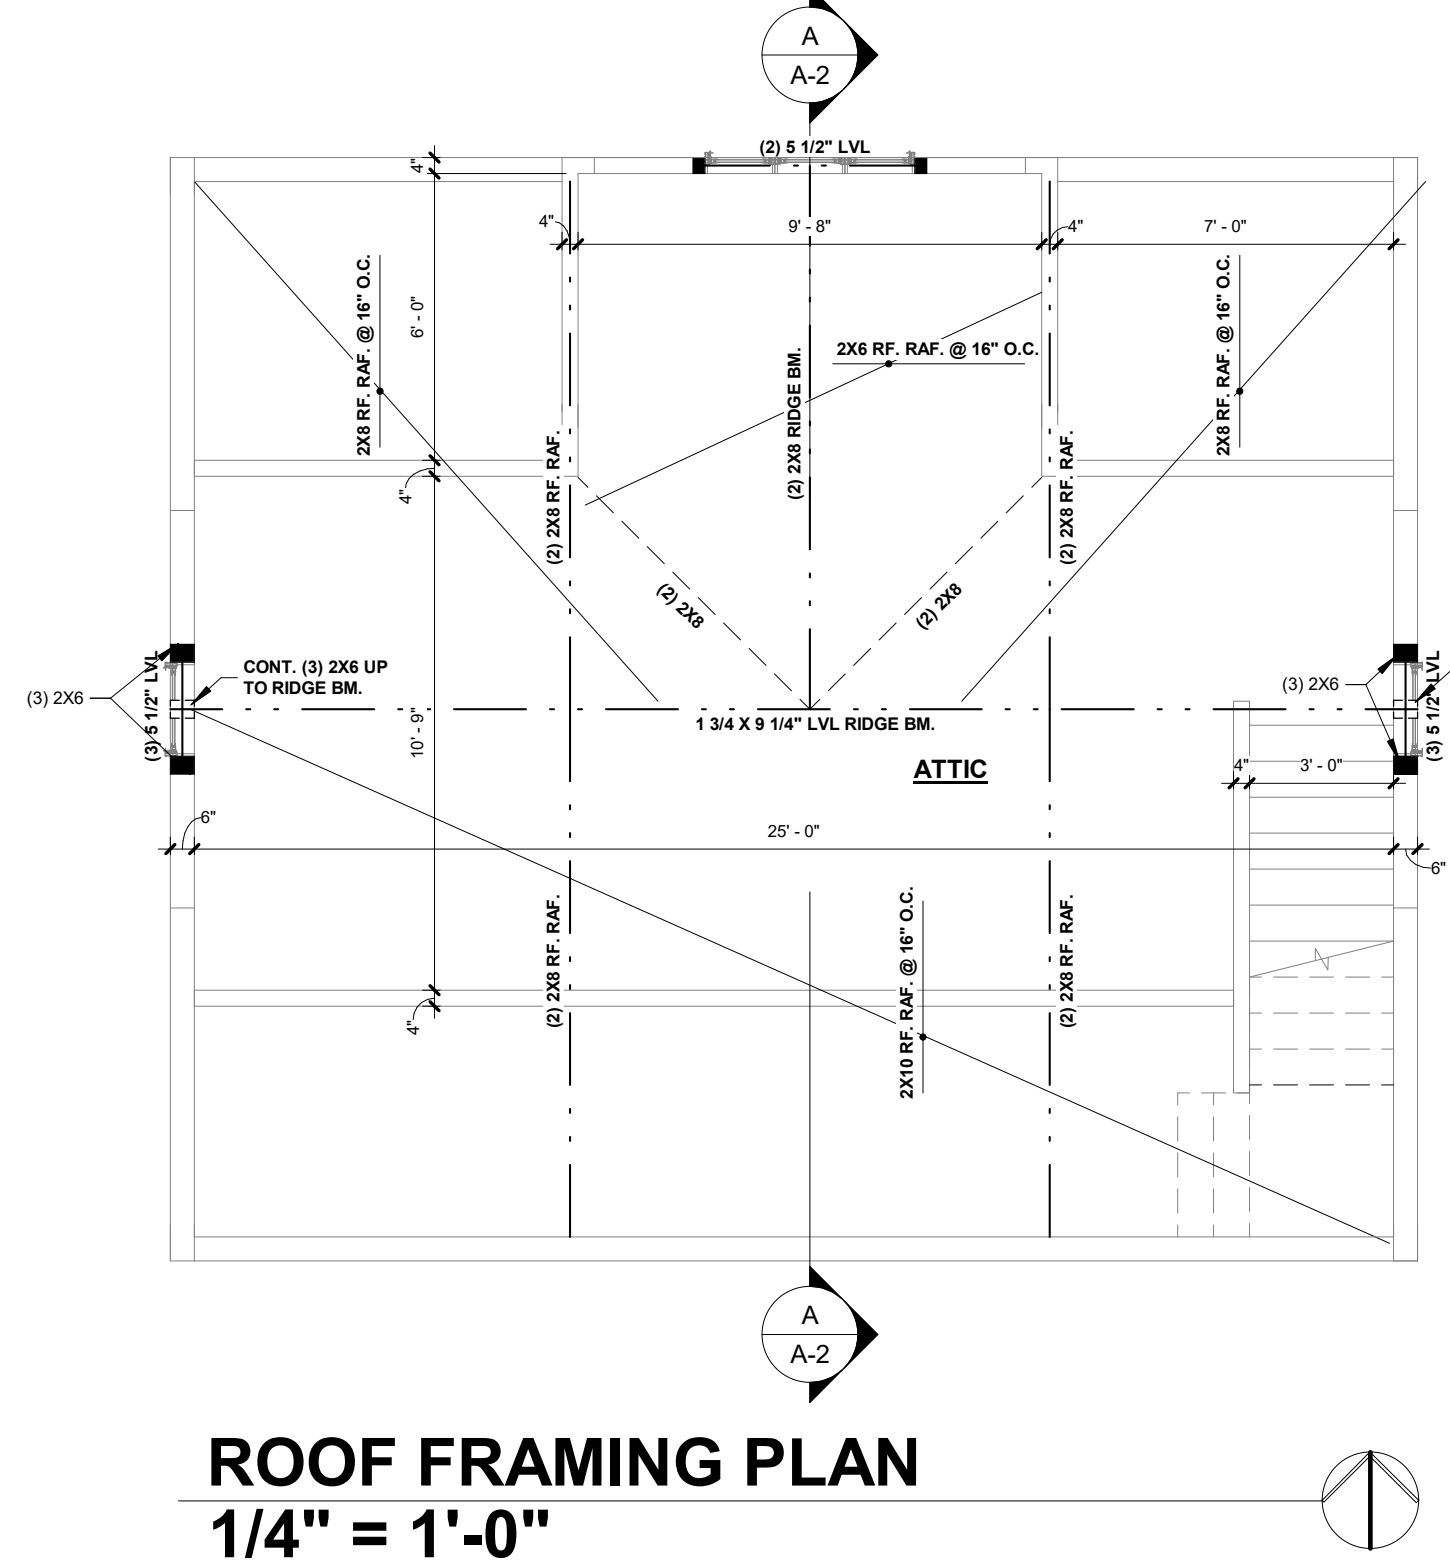 A
A-2
(2) 5 1/2" LVL
4"
4"
9' - 8"
4"
7' - 0"
2X8 RF. RAF. @ 16" O.C.
6' - 0"
2X6 RF. RAF. @ 16" O.C.
(2) 2X8 RIDGE BM.
2X8 RF. RAF. @ 16" O.C.
(2) 2X8 RF. RAF.
(2) 2X8 RF. RAF.
4"
(2) 2X8
(2) 2X8
(3) 2X6
(3) 5 1/2" LVL
CONT. (3) 2X6 UP
TO RIDGE BM.
(3) 2X6
(3) 5 1/2" LVL
10' - 9"
1 3/4 X 9 1/4" LVL RIDGE BM.
ATTIC
4"
3' - 0"
6"
25' - 0"
6"
(2) 2X8 RF. RAF.
2X10 RF. RAF. @ 16" O.C.
(2) 2X8 RF. RAF.
4"
A
A-2
ROOF FRAMING PLAN
1/4" = 1'-0"